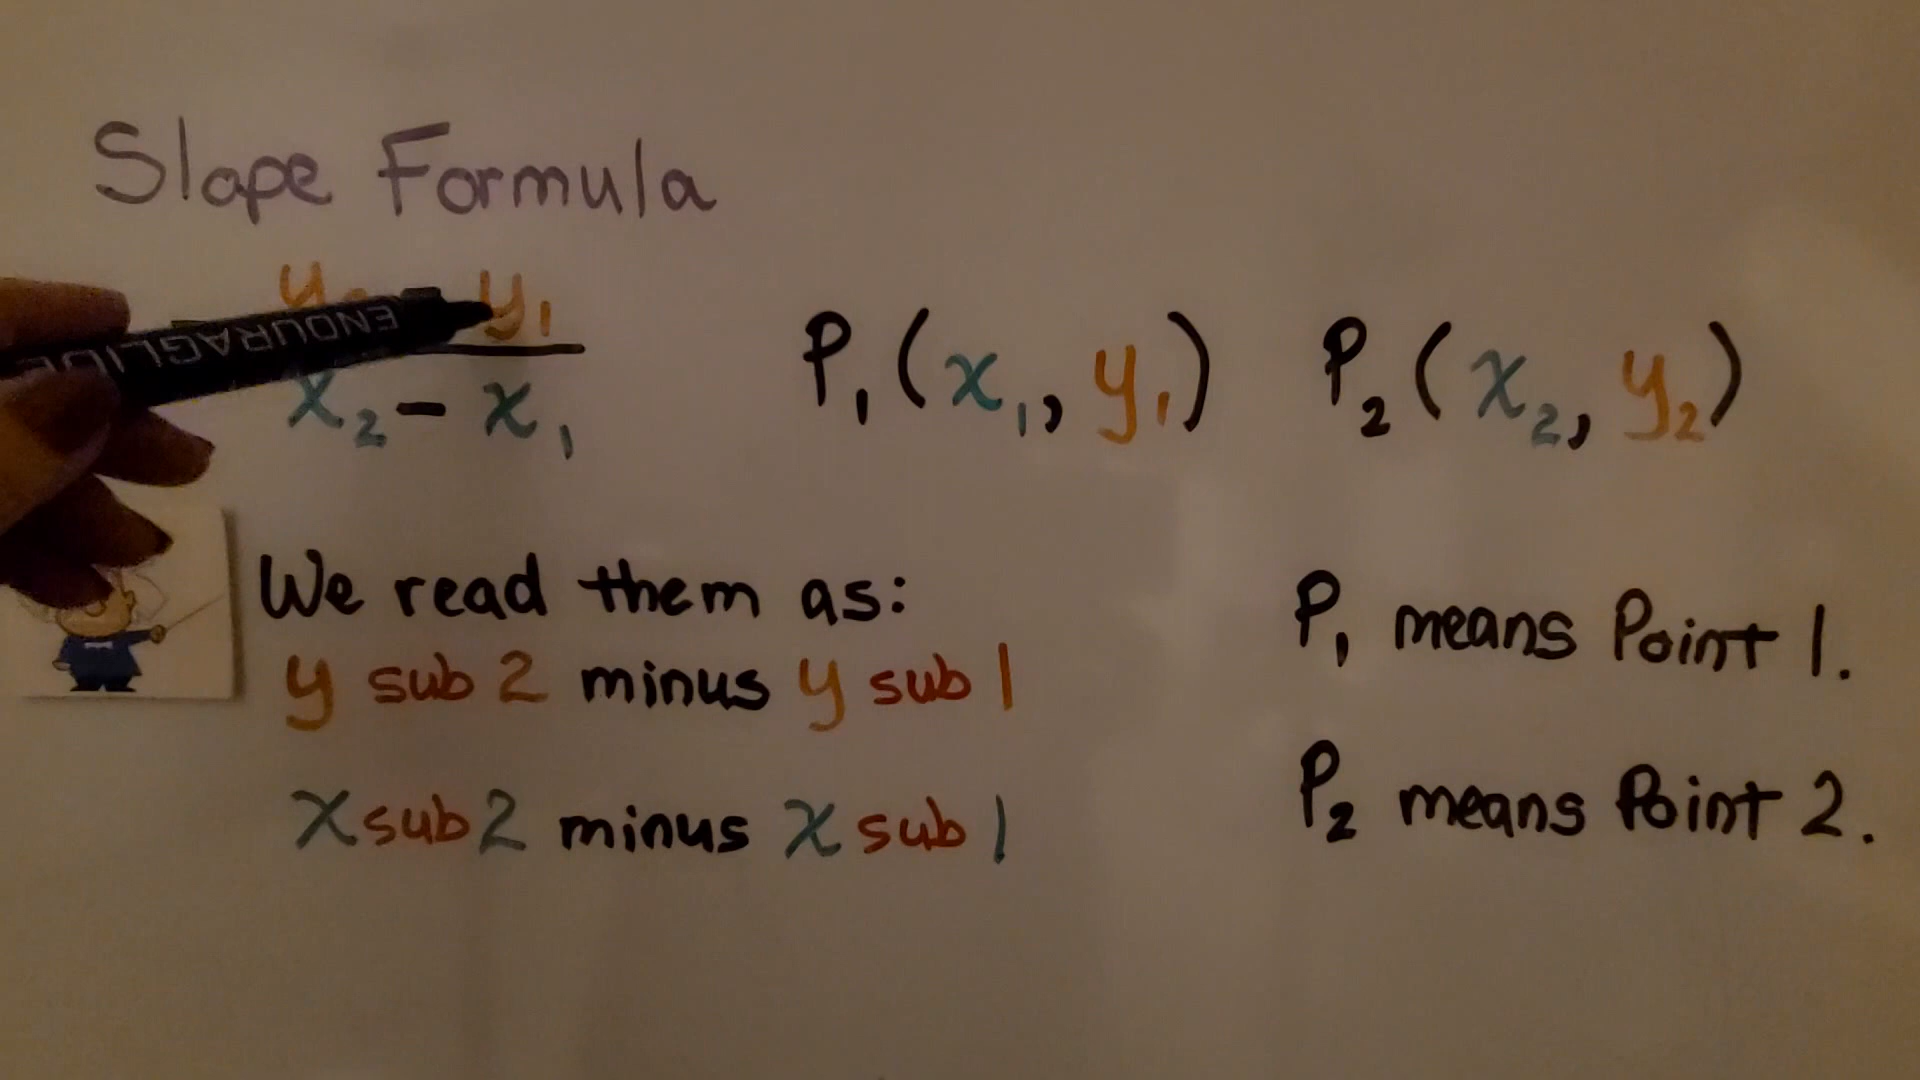 Slope Formula
y₂ - y₁
x₂ - x₁
P₁(x₁, y₁) P₂(x₂, y₂)
ENDURAGLIDE
We read them as:
y sub 2 minus y sub 1
x sub 2 minus x sub 1
P₁ means Point 1.
P₂ means Point 2.